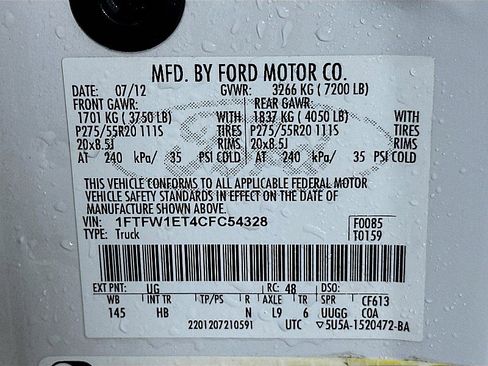 MFD. BY FORD MOTOR CO.
DATE: 07/12 GVWR: 3266 KG ( 7200 LB)
FRONT GAWR: REAR GAWR:
1701 KG ( 3750 LB) WITH 1837 KG ( 4050 LB) WITH
P275/55R20 111S TIRES P275/55R20 111S TIRES
20x8.5J RIMS 20x8.5J RIMS
AT 240 kPa/ 35 PSI COLD AT 240 kPa/ 35 PSI COLD
THIS VEHICLE CONFORMS TO ALL APPLICABLE FEDERAL MOTOR
VEHICLE SAFETY STANDARDS IN EFFECT ON THE DATE OF
MANUFACTURE SHOWN ABOVE.
VIN: 1FTFW1ET4CFC54328 F0085
TYPE: Truck T0159
EXT PNT: UG RC: 48 DSO:
WB INT TR TP/PS R AXLE TR SPR CF613
145 HB N L9 6 UUGG COA
2201207210591 UTC ▽5U5A-1520472-BA
Ford